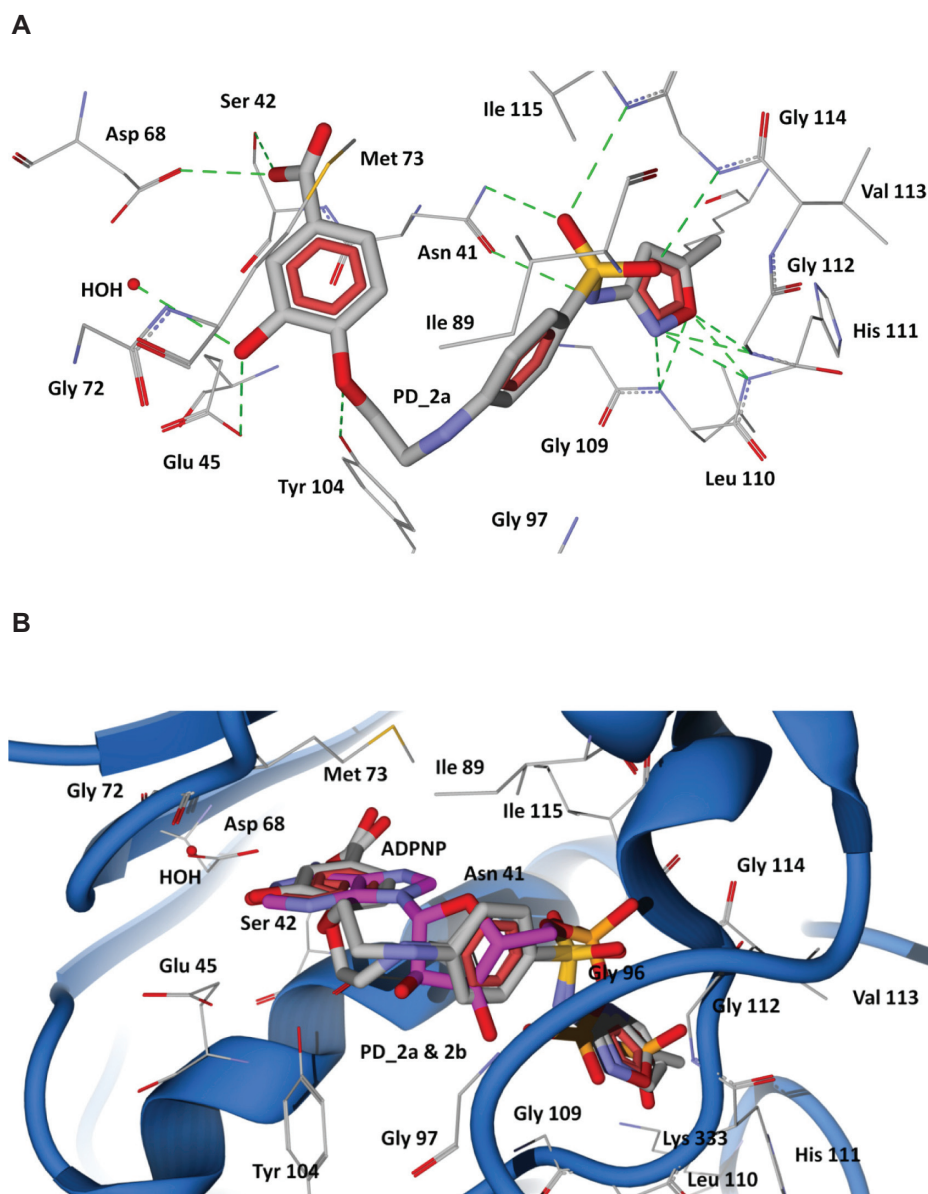 A
Ser 42
Ile 115
Gly 114
Asp 68
Met 73
Val 113
Asn 41
Gly 112
HOH
Ile 89
His 111
Gly 72
PD_2a
Gly 109
Glu 45
Tyr 104
Leu 110
Gly 97
B
Met 73
Ile 89
Gly 72
Ile 115
Asp 68
ADPNP
Gly 114
HOH
Asn 41
Ser 42
Glu 45
Gly 96
Gly 112
Val 113
PD_2a & 2b
Gly 97
Gly 109
Lys 333
His 111
Tyr 104
Leu 110